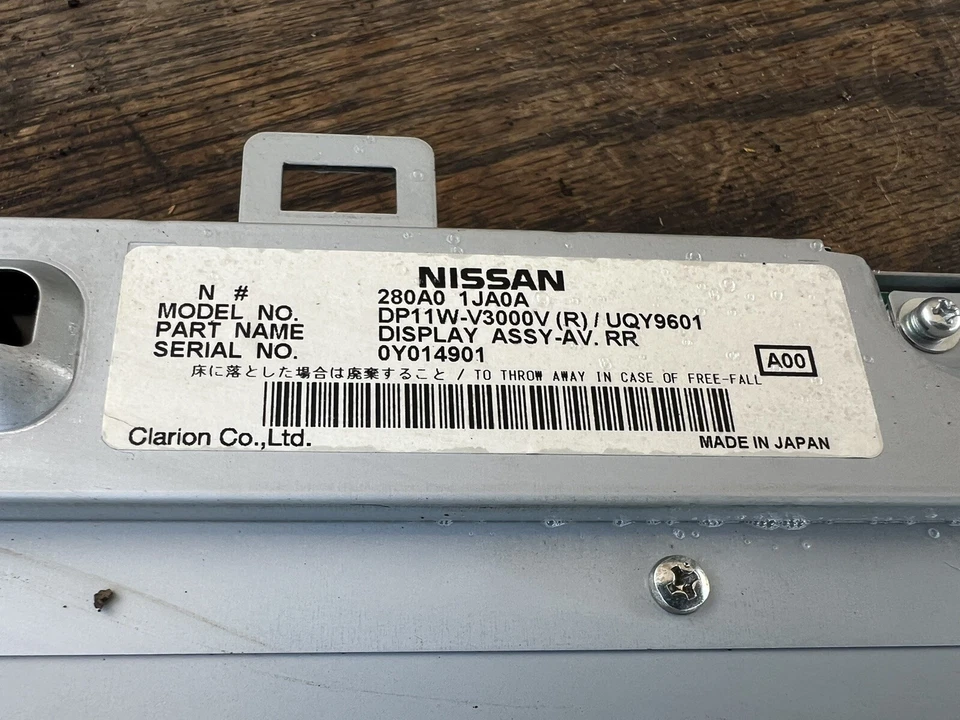 NISSAN
N # 280A0 1JA0A
MODEL NO. DP11W-V3000V (R) / UQY9601
PART NAME DISPLAY ASSY-AV. RR
SERIAL NO. 0Y014901
A00
床に落とした場合は廃棄すること / TO THROW AWAY IN CASE OF FREE-FALL
Clarion Co.,Ltd. MADE IN JAPAN